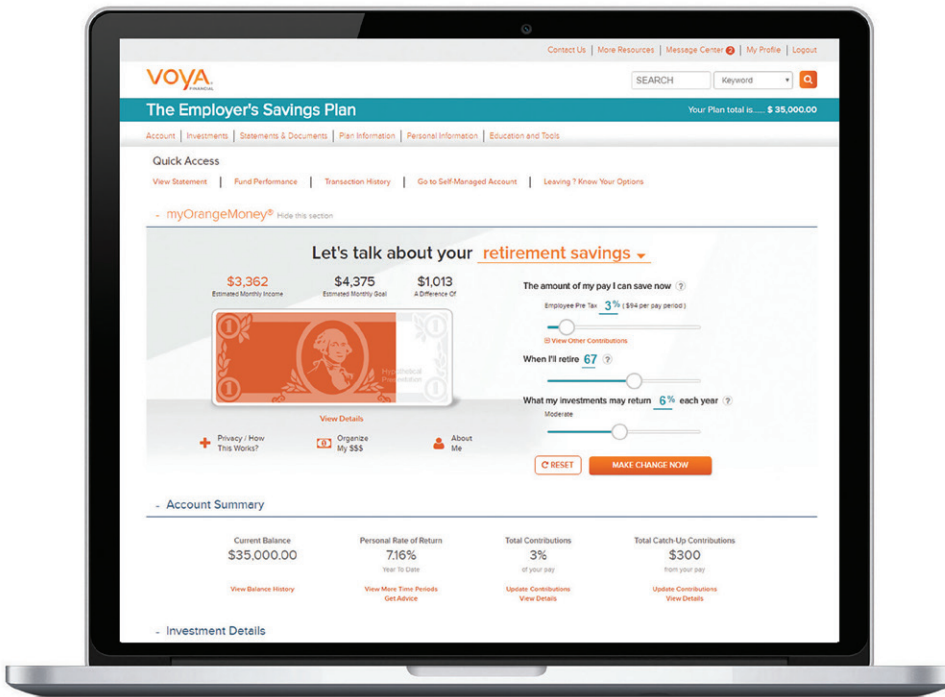 Contact Us | More Resources | Message Center 2 | My Profile | Logout
VOYA
FINANCIAL
SEARCH Keyword
The Employer's Savings Plan
Your Plan total is..... $ 35,000.00
Account | Investments | Statements & Documents | Plan Information | Personal Information | Education and Tools
Quick Access
View Statement | Fund Performance | Transaction History | Go to Self-Managed Account | Leaving ? Know Your Options
- myOrangeMoney® Hide this section
Let's talk about your retirement savings
$3,362 $4,375 $1,013
Estimated Monthly Income Estimated Monthly Goal A Difference Of
1 1
1 1
Hypothetical
View Details
Privacy / How
This Works?
Organize
My $$$
About
Me
The amount of my pay I can save now ?
Employee Pre Tax 3% ( $94 per pay period )
View Other Contributions
When I'll retire 67 ?
What my investments may return 6% each year ?
Moderate
RESET MAKE CHANGE NOW
- Account Summary
Current Balance
$35,000.00
View Balance History
Personal Rate of Return
7.16%
Year To Date
View More Time Periods
Get Advice
Total Contributions
3%
of your pay
Update Contributions
View Details
Total Catch-Up Contributions
$300
from your pay
Update Contributions
View Details
- Investment Details